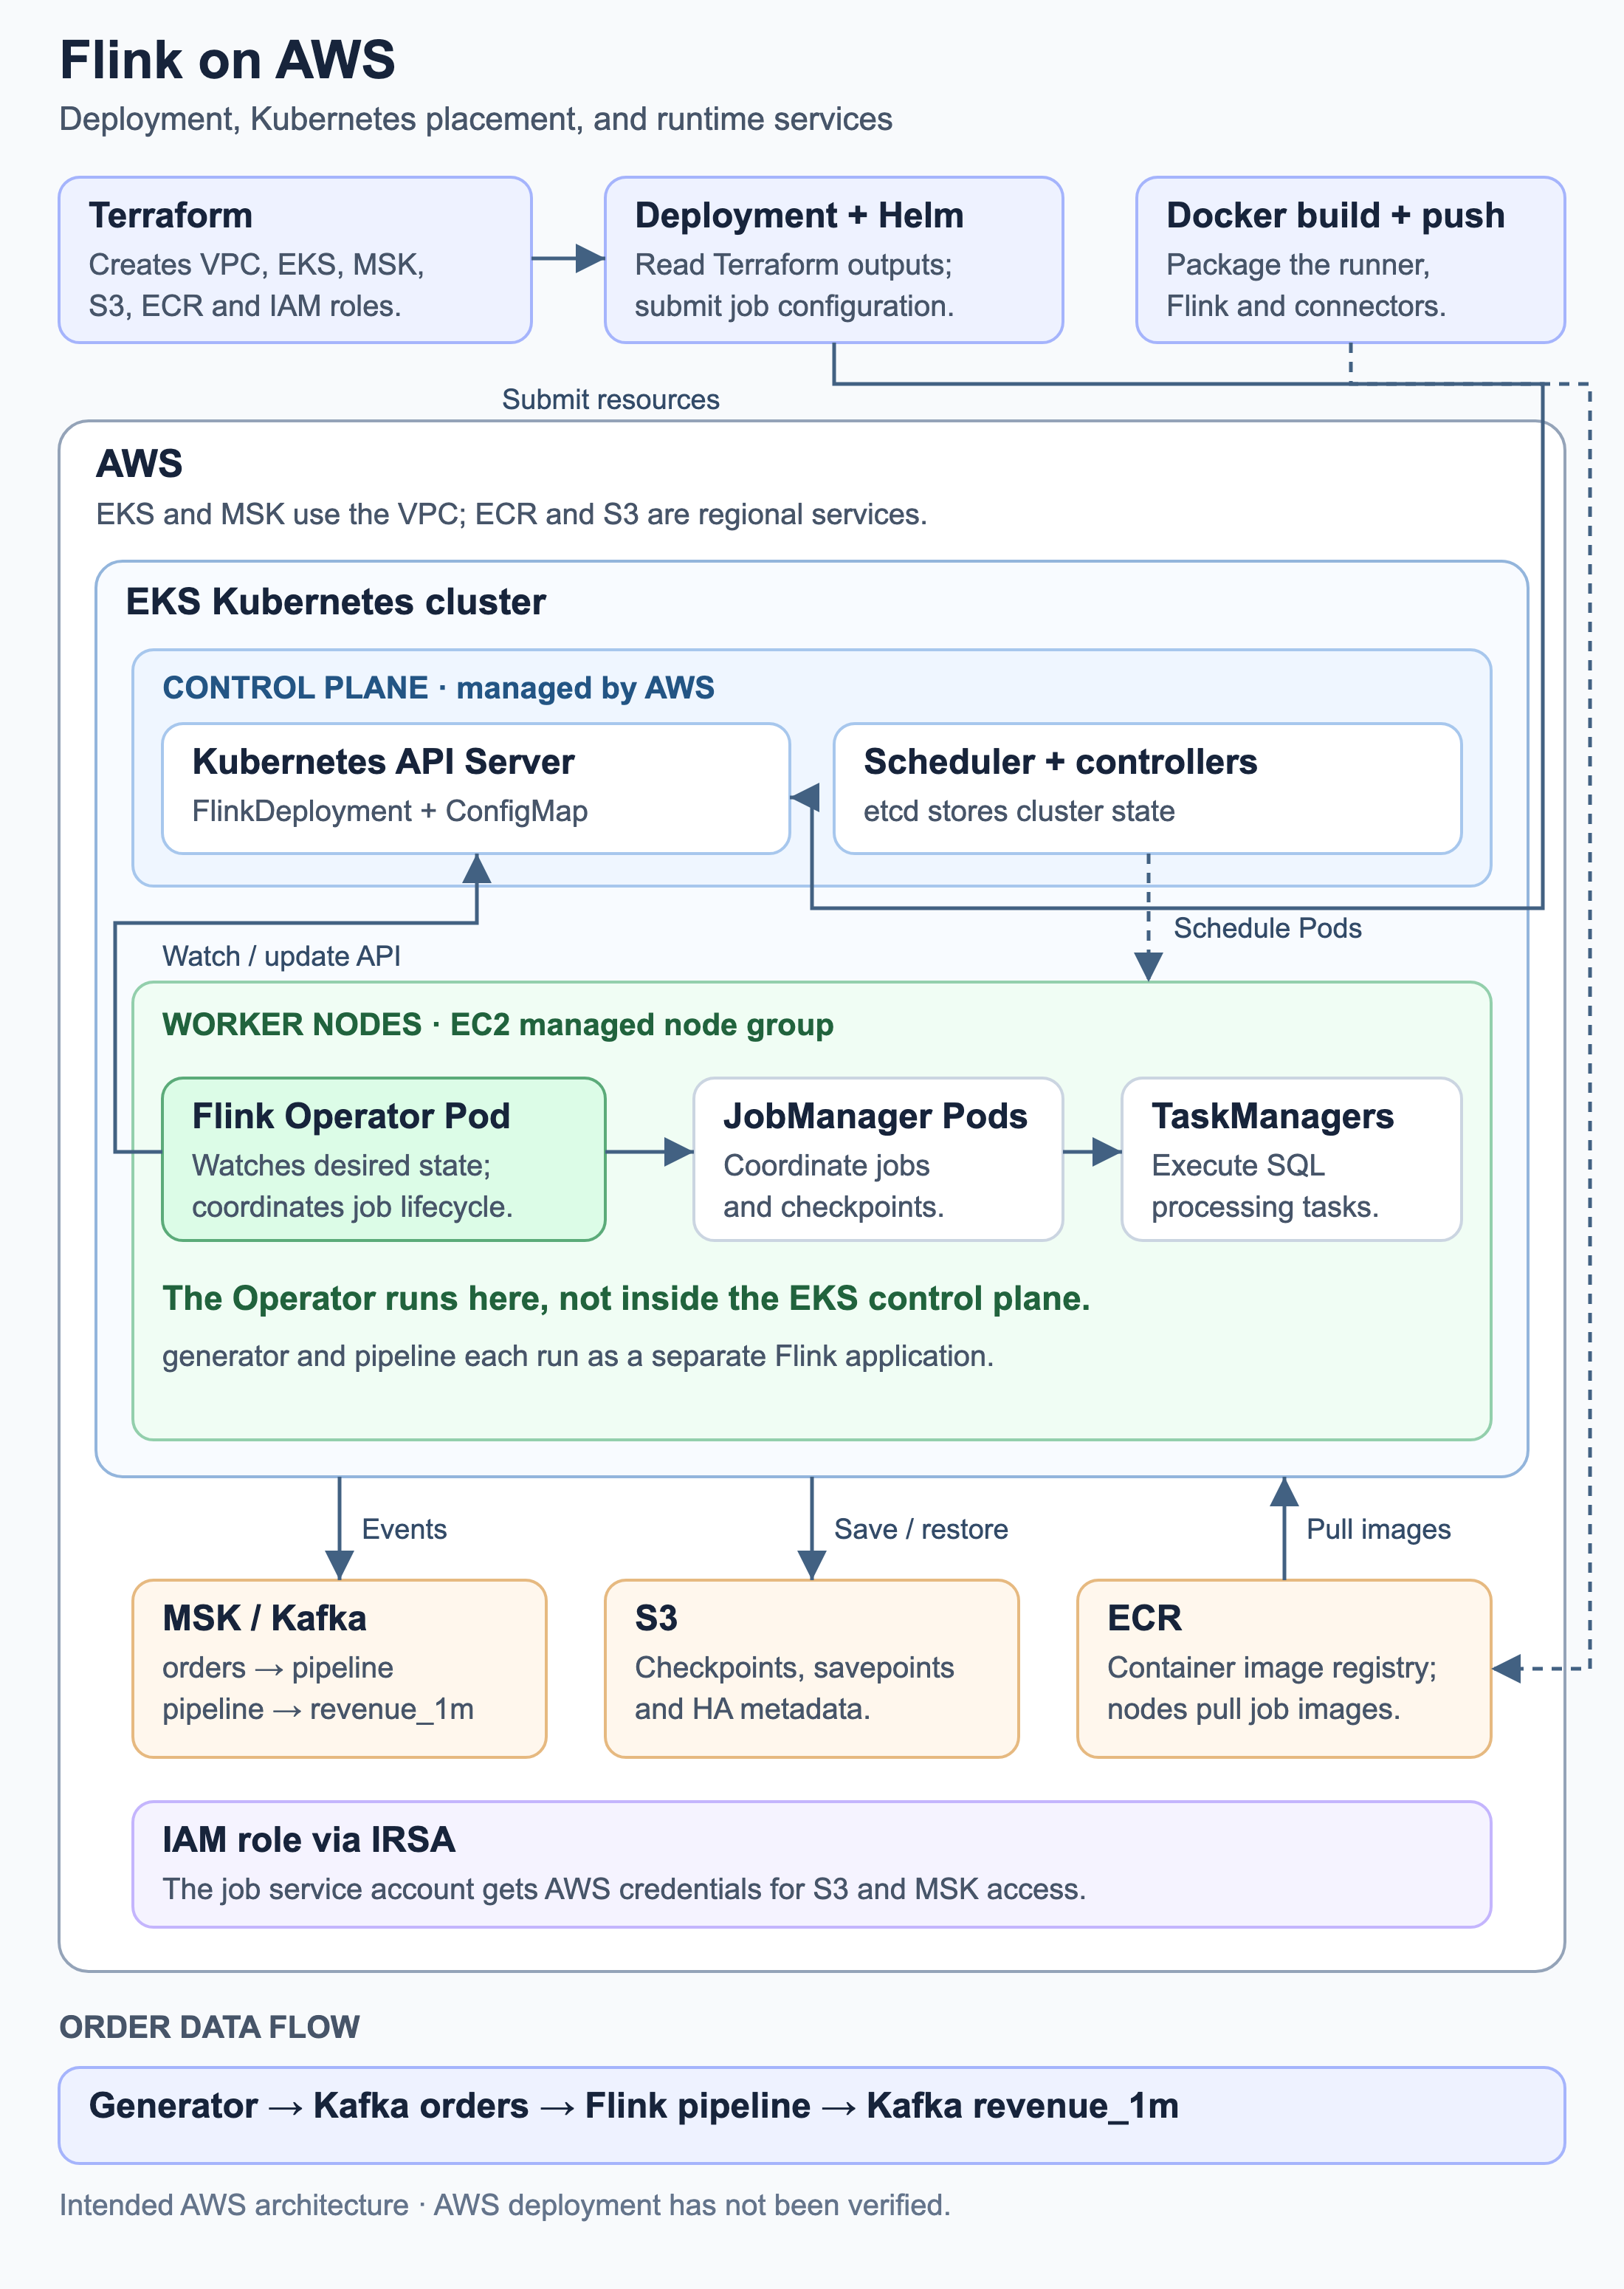 Flink on AWS
Deployment, Kubernetes placement, and runtime services
Terraform
Creates VPC, EKS, MSK,
S3, ECR and IAM roles.
Deployment + Helm
Read Terraform outputs;
submit job configuration.
Docker build + push
Package the runner,
Flink and connectors.
Submit resources
AWS
EKS and MSK use the VPC; ECR and S3 are regional services.
EKS Kubernetes cluster
CONTROL PLANE · managed by AWS
Kubernetes API Server
FlinkDeployment + ConfigMap
Scheduler + controllers
etcd stores cluster state
Schedule Pods
Watch / update API
WORKER NODES · EC2 managed node group
Flink Operator Pod
Watches desired state;
coordinates job lifecycle.
JobManager Pods
Coordinate jobs
and checkpoints.
TaskManagers
Execute SQL
processing tasks.
The Operator runs here, not inside the EKS control plane.
generator and pipeline each run as a separate Flink application.
Events
Save / restore
Pull images
MSK / Kafka
orders → pipeline
pipeline → revenue_1m
S3
Checkpoints, savepoints
and HA metadata.
ECR
Container image registry;
nodes pull job images.
IAM role via IRSA
The job service account gets AWS credentials for S3 and MSK access.
ORDER DATA FLOW
Generator → Kafka orders → Flink pipeline → Kafka revenue_1m
Intended AWS architecture · AWS deployment has not been verified.